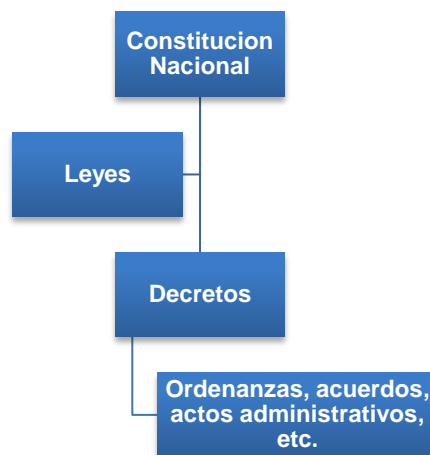 Constitucion
Nacional
Leyes
Decretos
Ordenanzas, acuerdos,
actos administrativos,
etc.